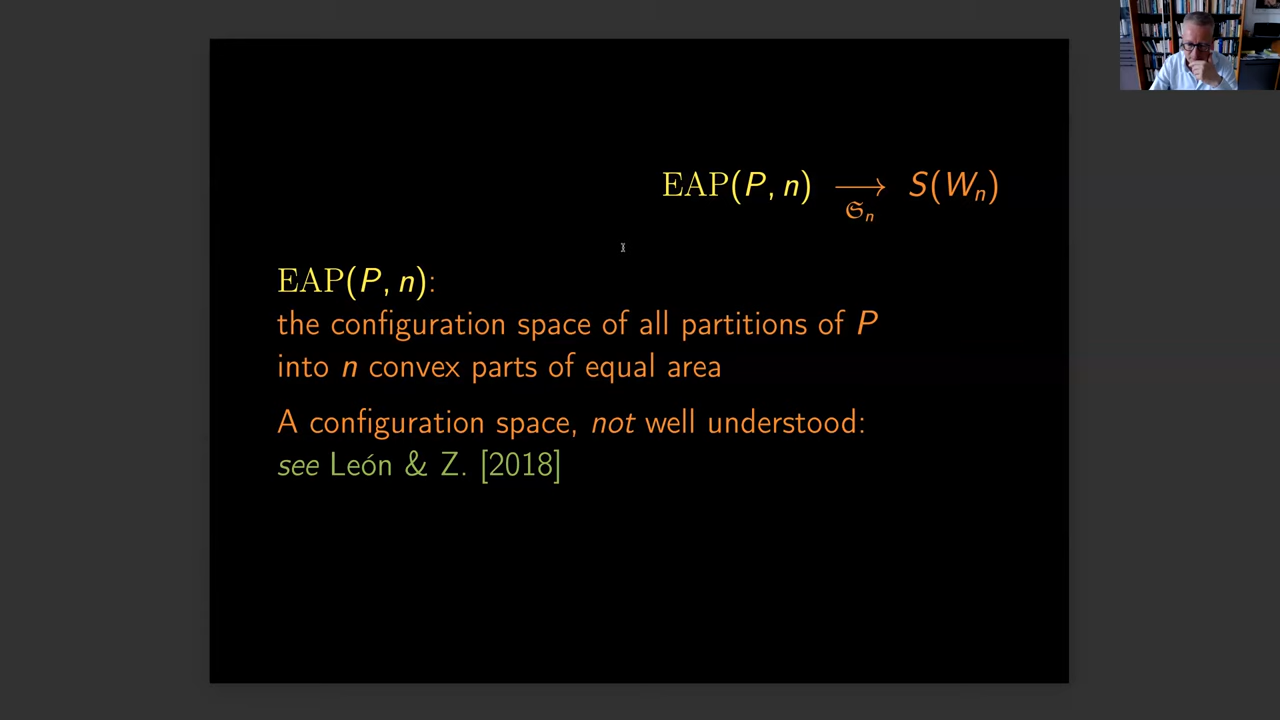 EAP(P, n) ⟶ S(Wₙ)
𝔖ₙ
EAP(P, n):
the configuration space of all partitions of P
into n convex parts of equal area
A configuration space, not well understood:
see León & Z. [2018]